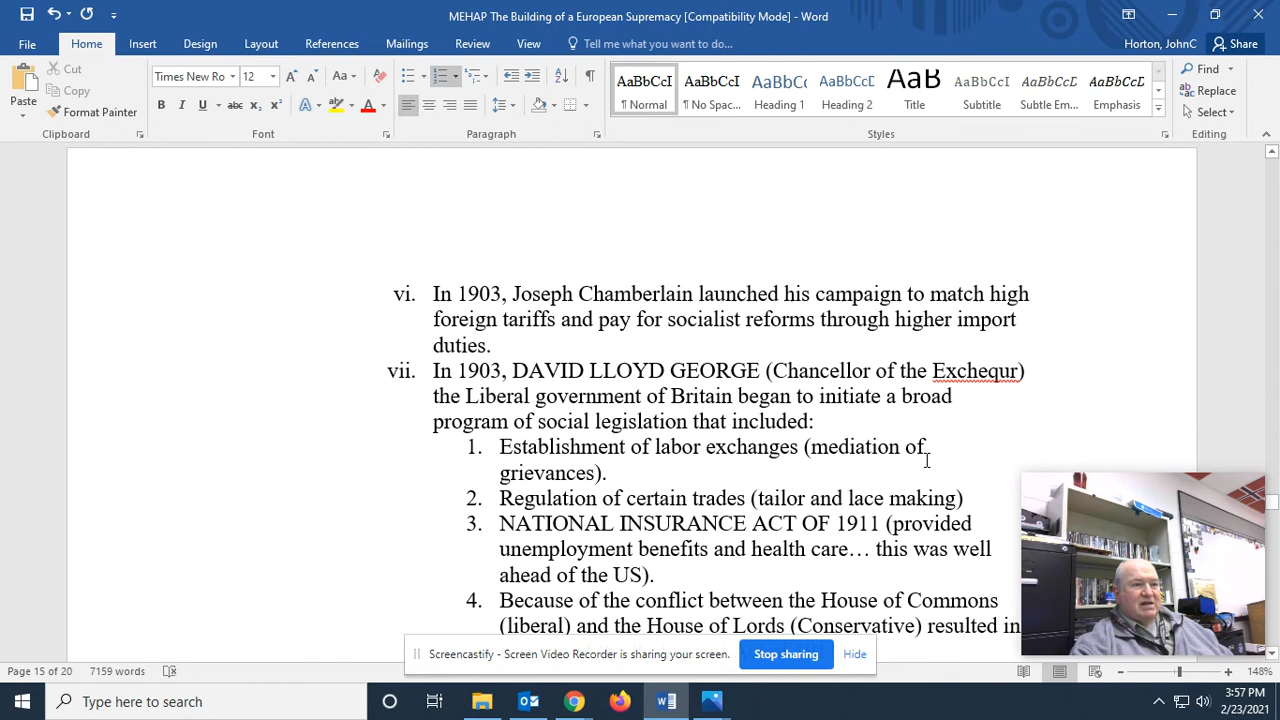 MEHAP The Building of a European Supremacy [Compatibility Mode] - Word
File Home Insert Design Layout References Mailings Review View Tell me what you want to do... Horton, JohnC Share
Paste Cut Copy Format Painter Clipboard
Times New Ro 12 Font
Paragraph
AaBbCcI ¶ Normal
AaBbCcI ¶ No Spac...
AaBbCc Heading 1
AaBbCcI Heading 2
AaB Title
AaBbCcD Subtitle
AaBbCcD Subtle Em...
AaBbCcD Emphasis
Styles
Find Replace Select Editing
vi. In 1903, Joseph Chamberlain launched his campaign to match high
foreign tariffs and pay for socialist reforms through higher import
duties.
vii. In 1903, DAVID LLOYD GEORGE (Chancellor of the Exchequr)
the Liberal government of Britain began to initiate a broad
program of social legislation that included:
1. Establishment of labor exchanges (mediation of
grievances).
2. Regulation of certain trades (tailor and lace making)
3. NATIONAL INSURANCE ACT OF 1911 (provided
unemployment benefits and health care… this was well
ahead of the US).
4. Because of the conflict between the House of Commons
(liberal) and the House of Lords (Conservative) resulted in
Screencastify - Screen Video Recorder is sharing your screen. Stop sharing Hide
Page 15 of 20 7159 words 148%
Type here to search 3:57 PM
2/23/2021